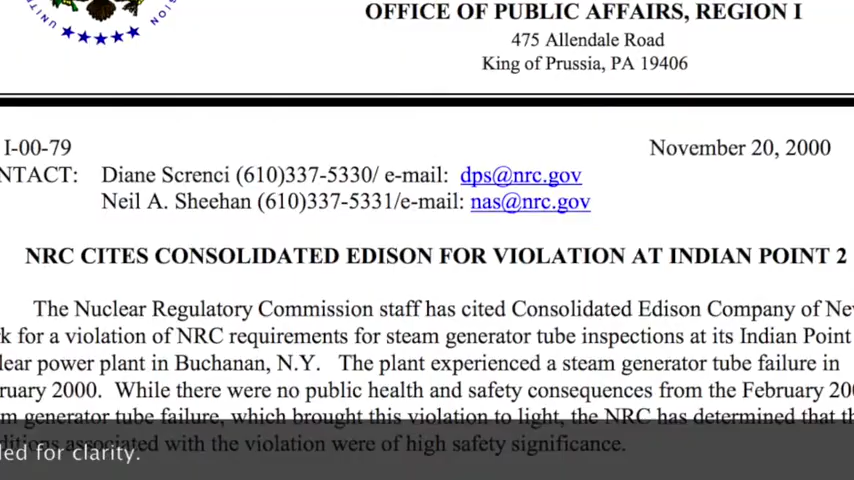 OFFICE OF PUBLIC AFFAIRS, REGION I
475 Allendale Road
King of Prussia, PA 19406
I-00-79 November 20, 2000
NTACT: Diane Screnci (610)337-5330/ e-mail: dps@nrc.gov
Neil A. Sheehan (610)337-5331/e-mail: nas@nrc.gov
NRC CITES CONSOLIDATED EDISON FOR VIOLATION AT INDIAN POINT 2
The Nuclear Regulatory Commission staff has cited Consolidated Edison Company of New
k for a violation of NRC requirements for steam generator tube inspections at its Indian Point
lear power plant in Buchanan, N.Y. The plant experienced a steam generator tube failure in
ruary 2000. While there were no public health and safety consequences from the February 200
m generator tube failure, which brought this violation to light, the NRC has determined that th
ditions associated with the violation were of high safety significance.
led for clarity.